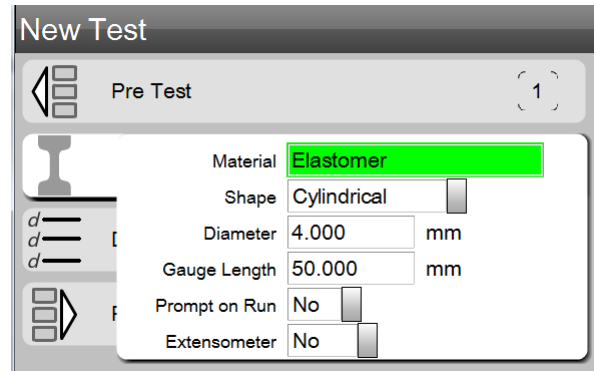 New Test
Pre Test 1
Material Elastomer
Shape Cylindrical
d
d
d
Diameter 4.000 mm
Gauge Length 50.000 mm
Prompt on Run No
Extensometer No